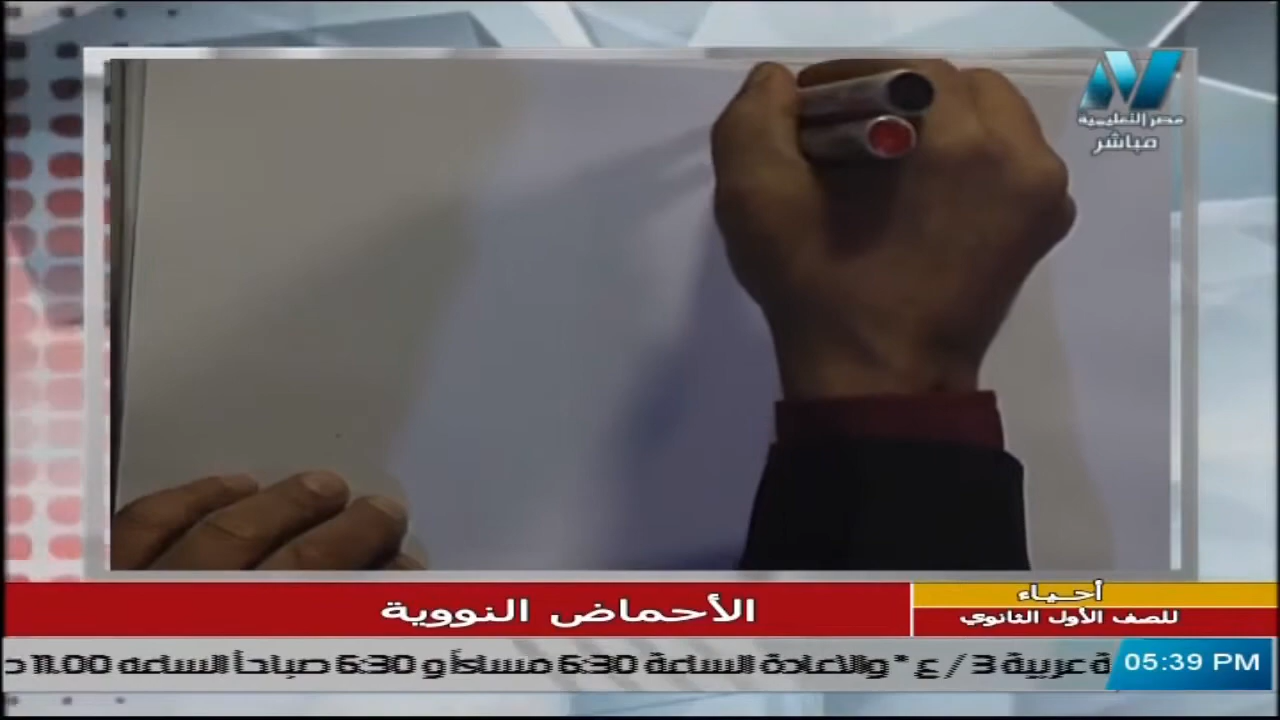 مصر التعليمية
مباشر
أحياء
للصف الأول الثانوي
الأحماض النووية
ة عربية 3 / ع * والاعادة الساعة 6:30 مساءاً و 6:30 صباحاً الساعه 11.00 ص
05:39 PM